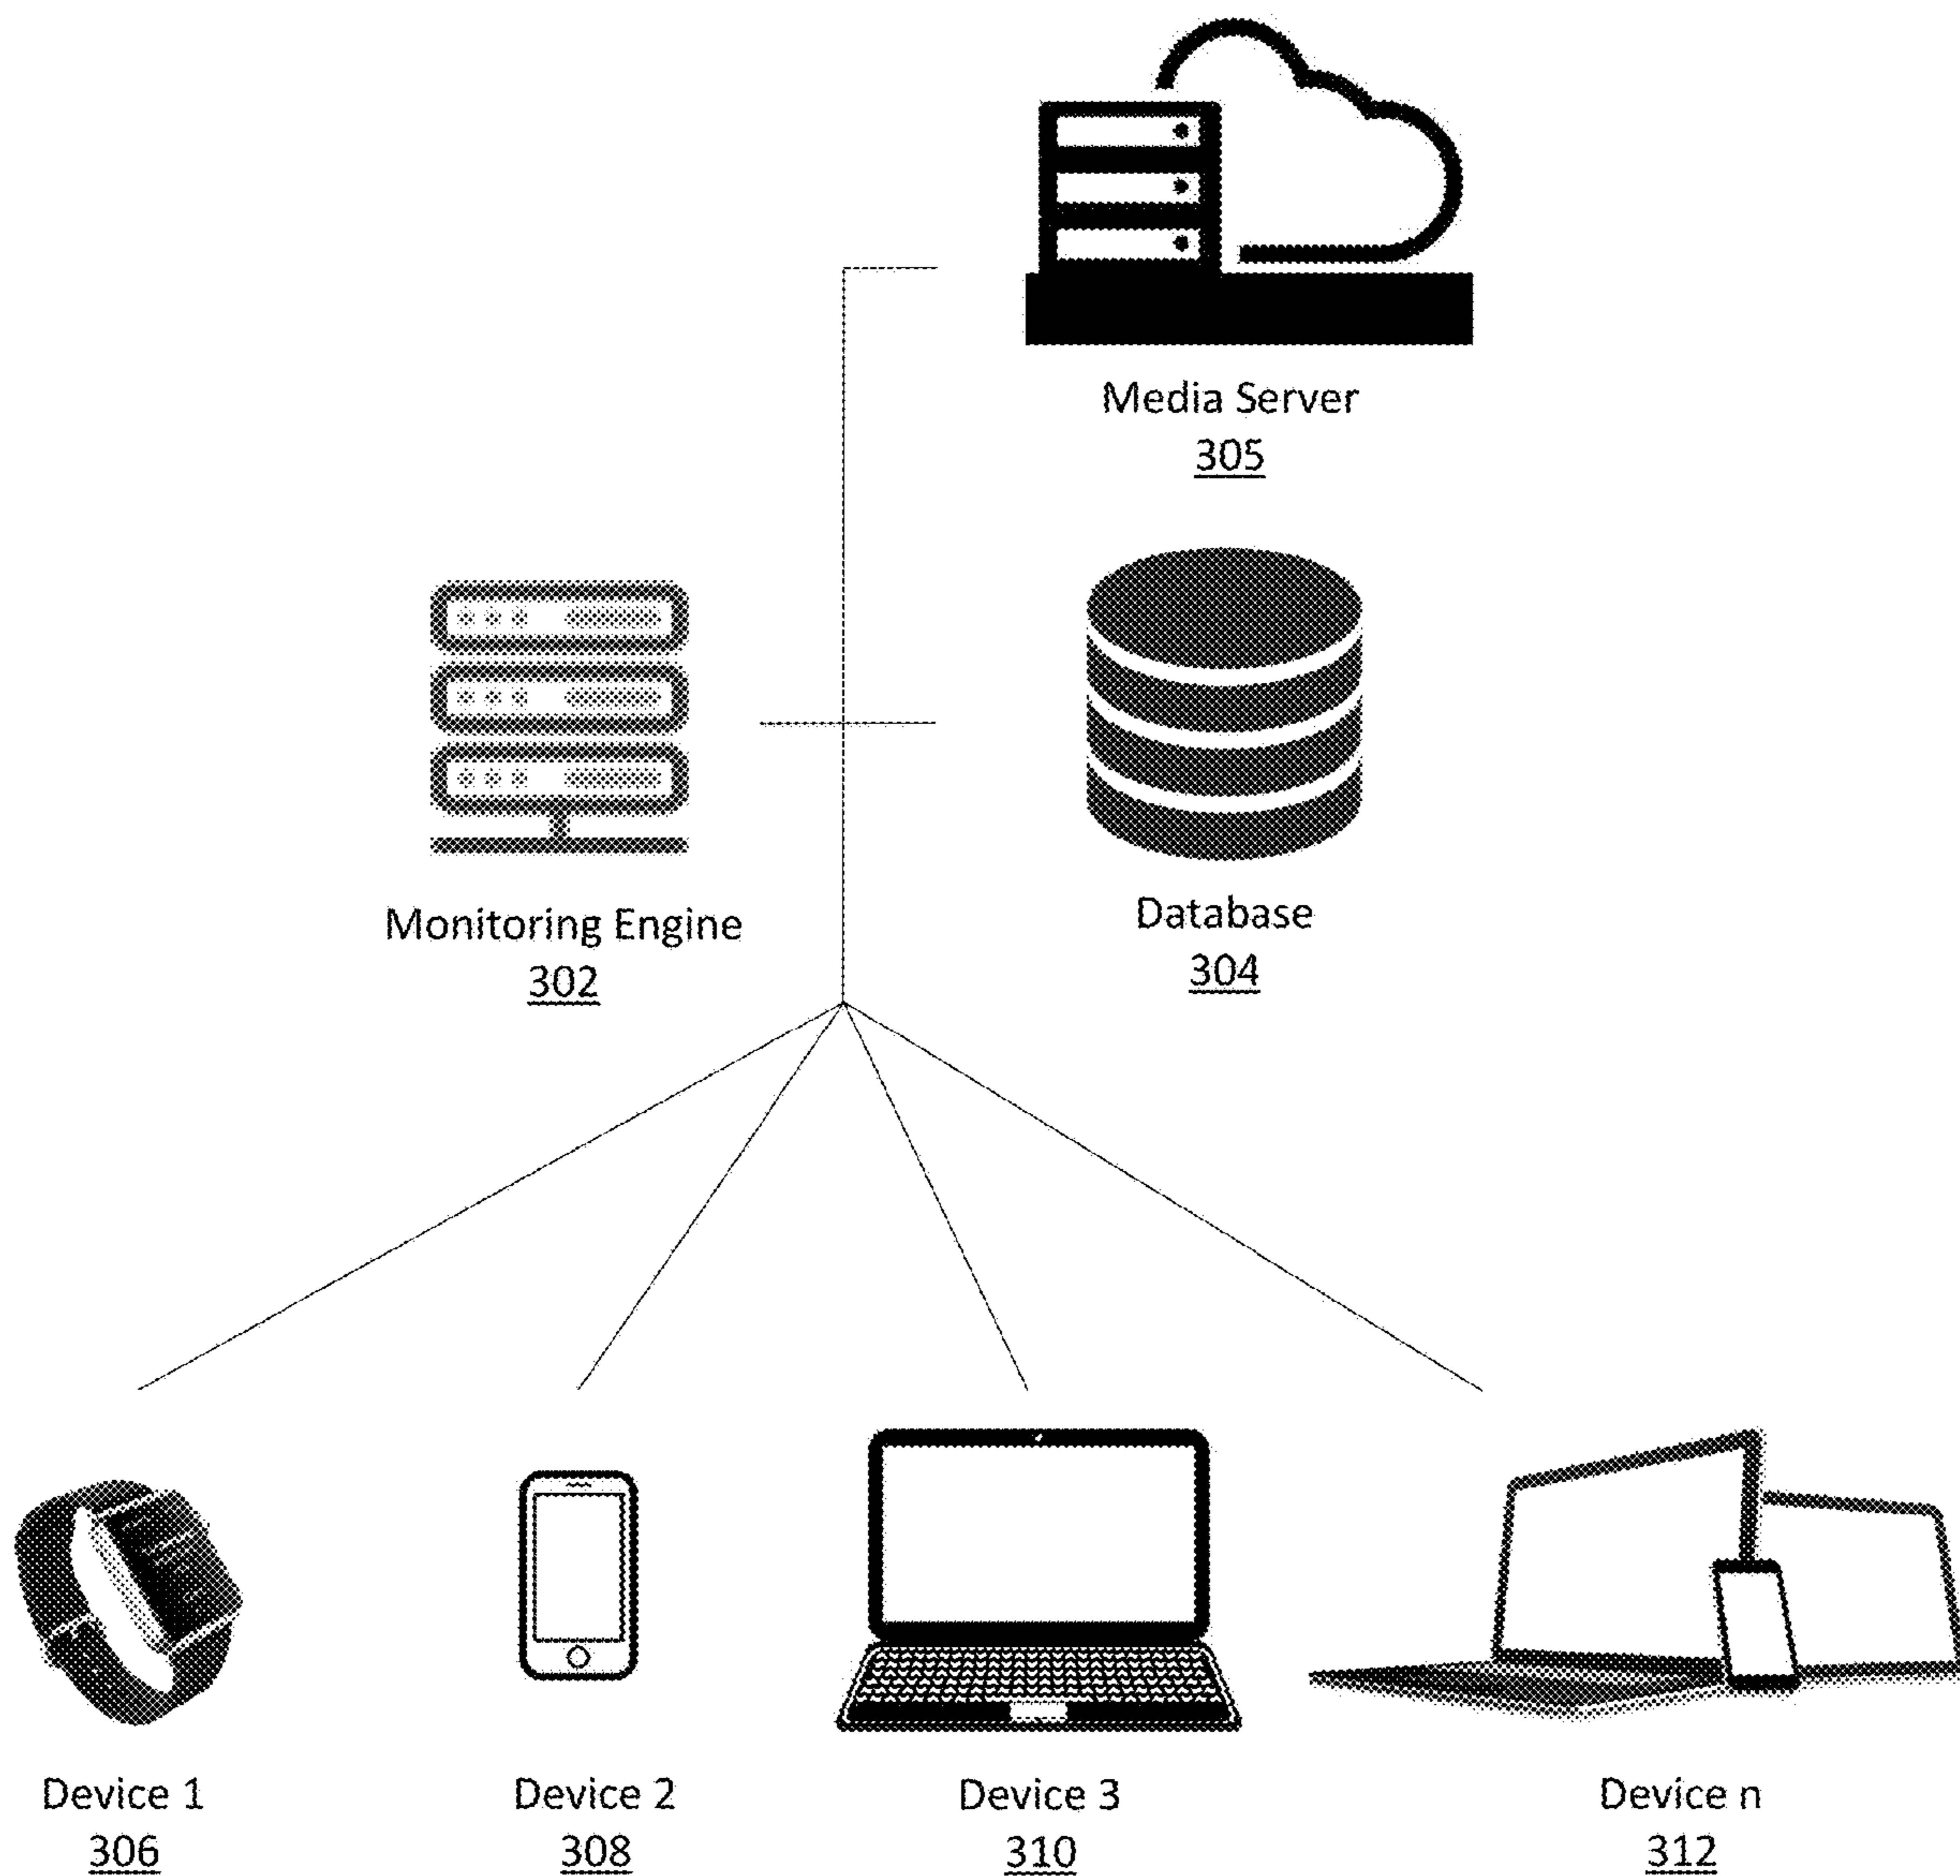 Media Server
305
Monitoring Engine
302
Database
304
Device 1
306
Device 2
308
Device 3
310
Device n
312